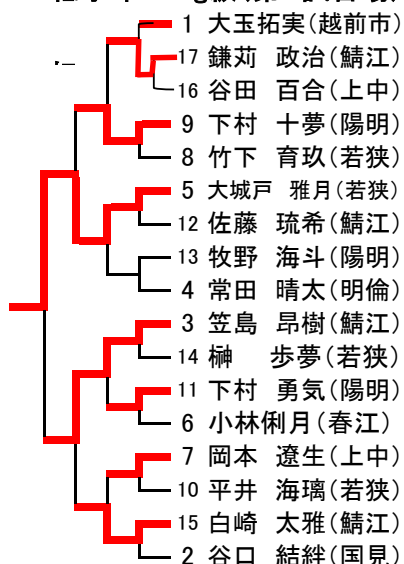 1 大玉拓実(越前市)
17 鎌苅 政治(鯖江)
16 谷田 百合(上中)
9 下村 十夢(陽明)
8 竹下 育玖(若狭)
5 大城戸 雅月(若狭)
12 佐藤 琉希(鯖江)
13 牧野 海斗(陽明)
4 常田 晴太(明倫)
3 笠島 昂樹(鯖江)
14 榊 歩夢(若狭)
11 下村 勇気(陽明)
6 小林俐月(春江)
7 岡本 遼生(上中)
10 平井 海璃(若狭)
15 白崎 太雅(鯖江)
2 谷口 結絆(国見)